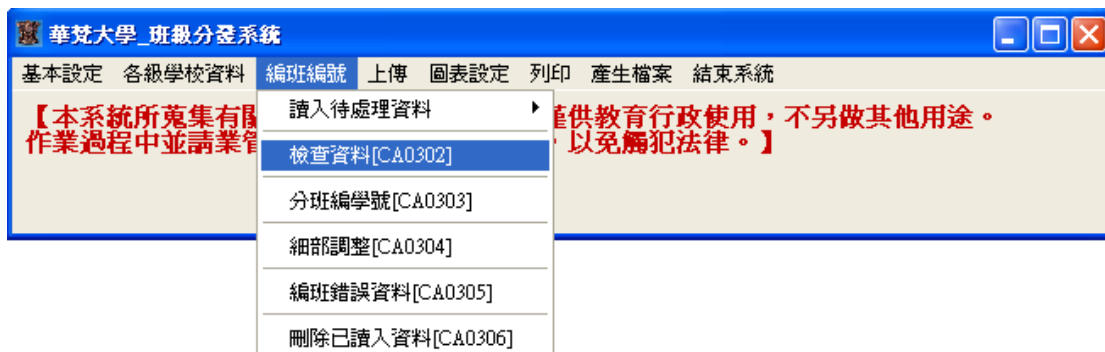 華梵大學_班級分發系統
基本設定 各級學校資料 編班編號 上傳 圖表設定 列印 產生檔案 結束系統
【本系統所蒐集有關 僅供教育行政使用，不另做其他用途。
作業過程中並請業管 ，以免觸犯法律。】
讀入待處理資料
檢查資料[CA0302]
分班編學號[CA0303]
細部調整[CA0304]
編班錯誤資料[CA0305]
刪除已讀入資料[CA0306]